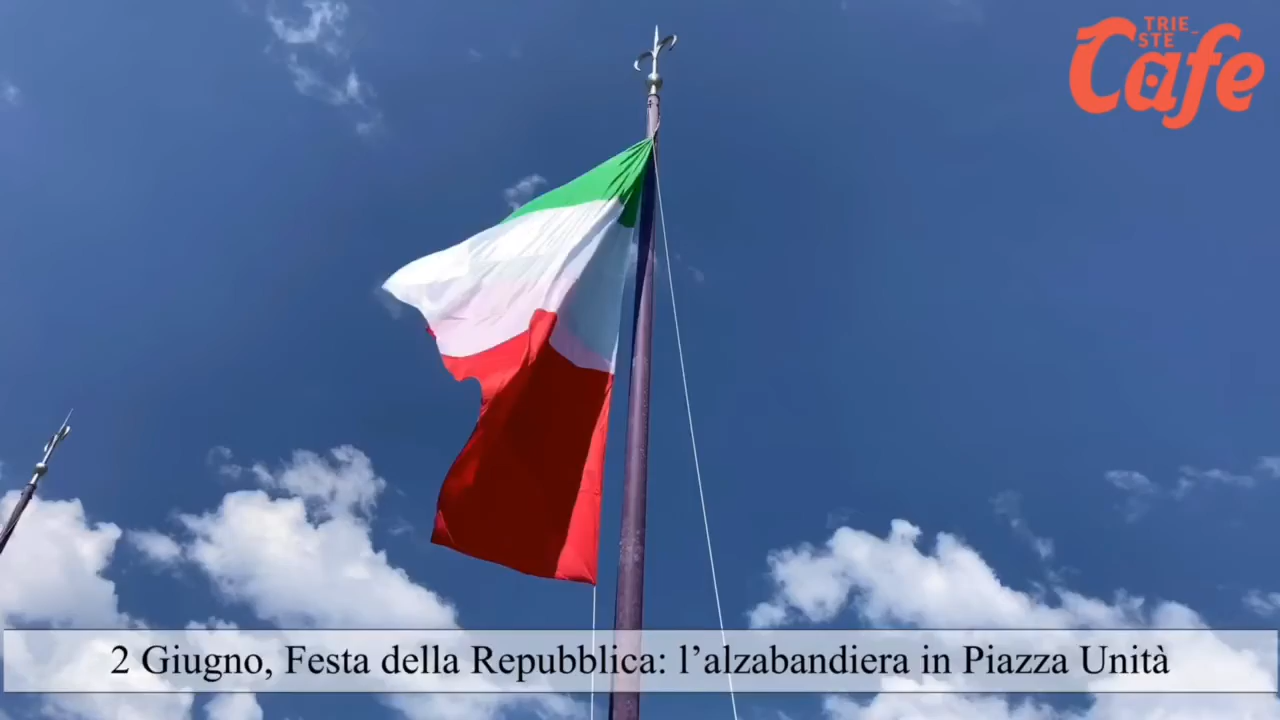 TRIE-
STE
Cafe
2 Giugno, Festa della Repubblica: l’alzabandiera in Piazza Unità